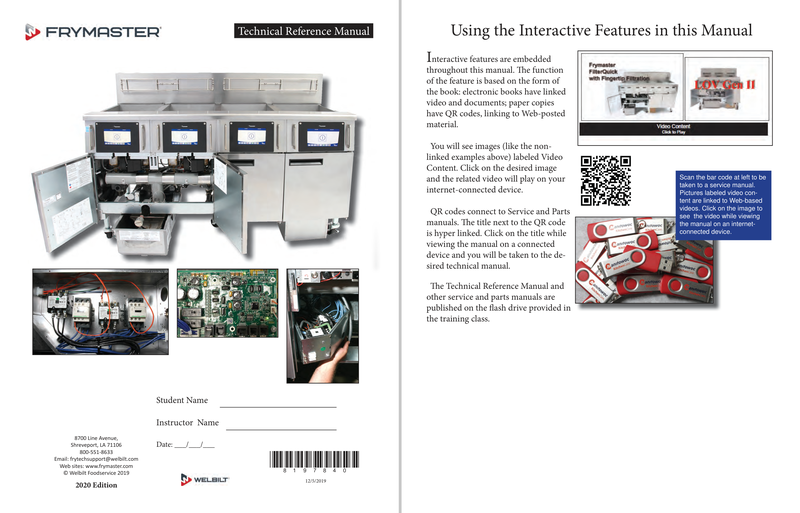 FRYMASTER
Technical Reference Manual
Student Name
Instructor Name
Date: ___/___/___
8700 Line Avenue,
Shreveport, LA 71106
800-551-8633
Email: frytechsupport@welbilt.com
Web sites: www.frymaster.com
© Welbilt Foodservice 2019
2020 Edition
WELBILT
8197840
12/3/2019
Using the Interactive Features in this Manual
Interactive features are embedded
throughout this manual. The function
of the feature is based on the form of
the book: electronic books have linked
video and documents; paper copies
have QR codes, linking to Web-posted
material.
You will see images (like the non-
linked examples above) labeled Video
Content. Click on the desired image
and the related video will play on your
internet-connected device.
QR codes connect to Service and Parts
manuals. The title next to the QR code
is hyper linked. Click on the title while
viewing the manual on a connected
device and you will be taken to the de-
sired technical manual.
The Technical Reference Manual and
other service and parts manuals are
published on the flash drive provided in
the training class.
Frymaster
FilterQuick
with Fingertip Filtration
LOV Gen II
Video Content
Click to Play
Scan the bar code at left to be
taken to a service manual.
Pictures labeled video con-
tent are linked to Web-based
videos. Click on the image to
see the video while viewing
the manual on an internet-
connected device.